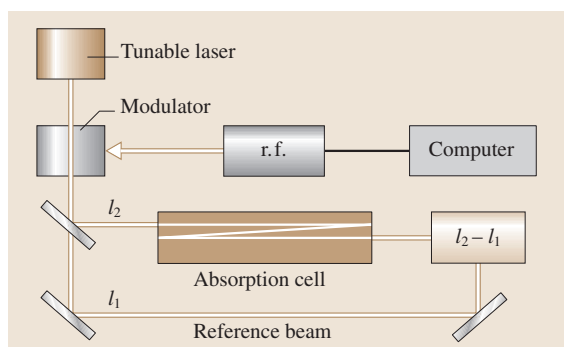 Tunable laser
Modulator
r.f.
Computer
l₂
l₂ – l₁
Absorption cell
l₁
Reference beam